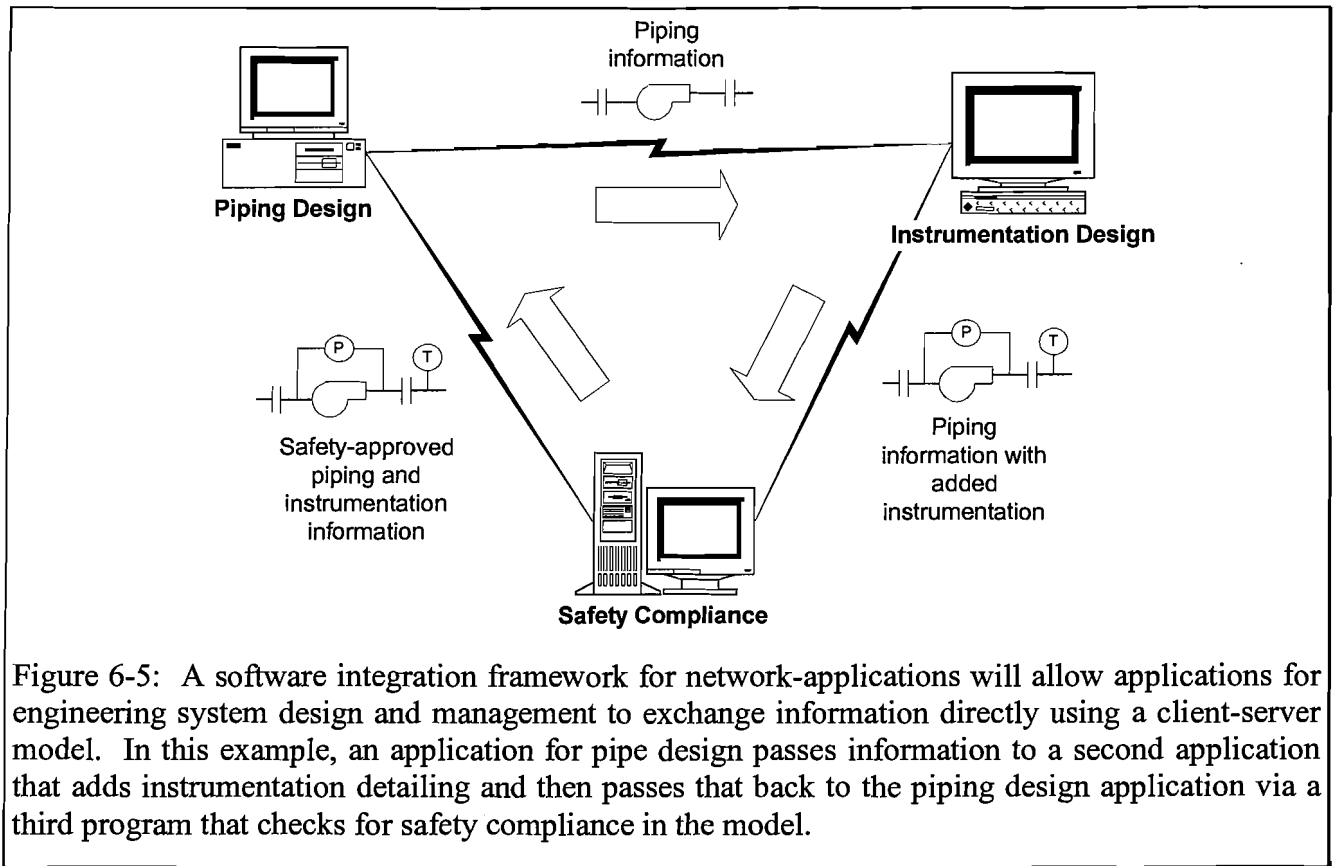 Piping
information
Piping Design
Instrumentation Design
P
T
Safety-approved
piping and
instrumentation
information
P
T
Piping
information with
added
instrumentation
Safety Compliance
Figure 6-5: A software integration framework for network-applications will allow applications for
engineering system design and management to exchange information directly using a client-server
model. In this example, an application for pipe design passes information to a second application
that adds instrumentation detailing and then passes that back to the piping design application via a
third program that checks for safety compliance in the model.